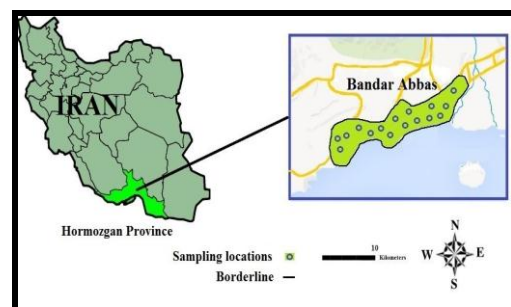 IRAN
Bandar Abbas
Hormozgan Province
Sampling locations
10
Kilometers
Borderline
N
W
E
S